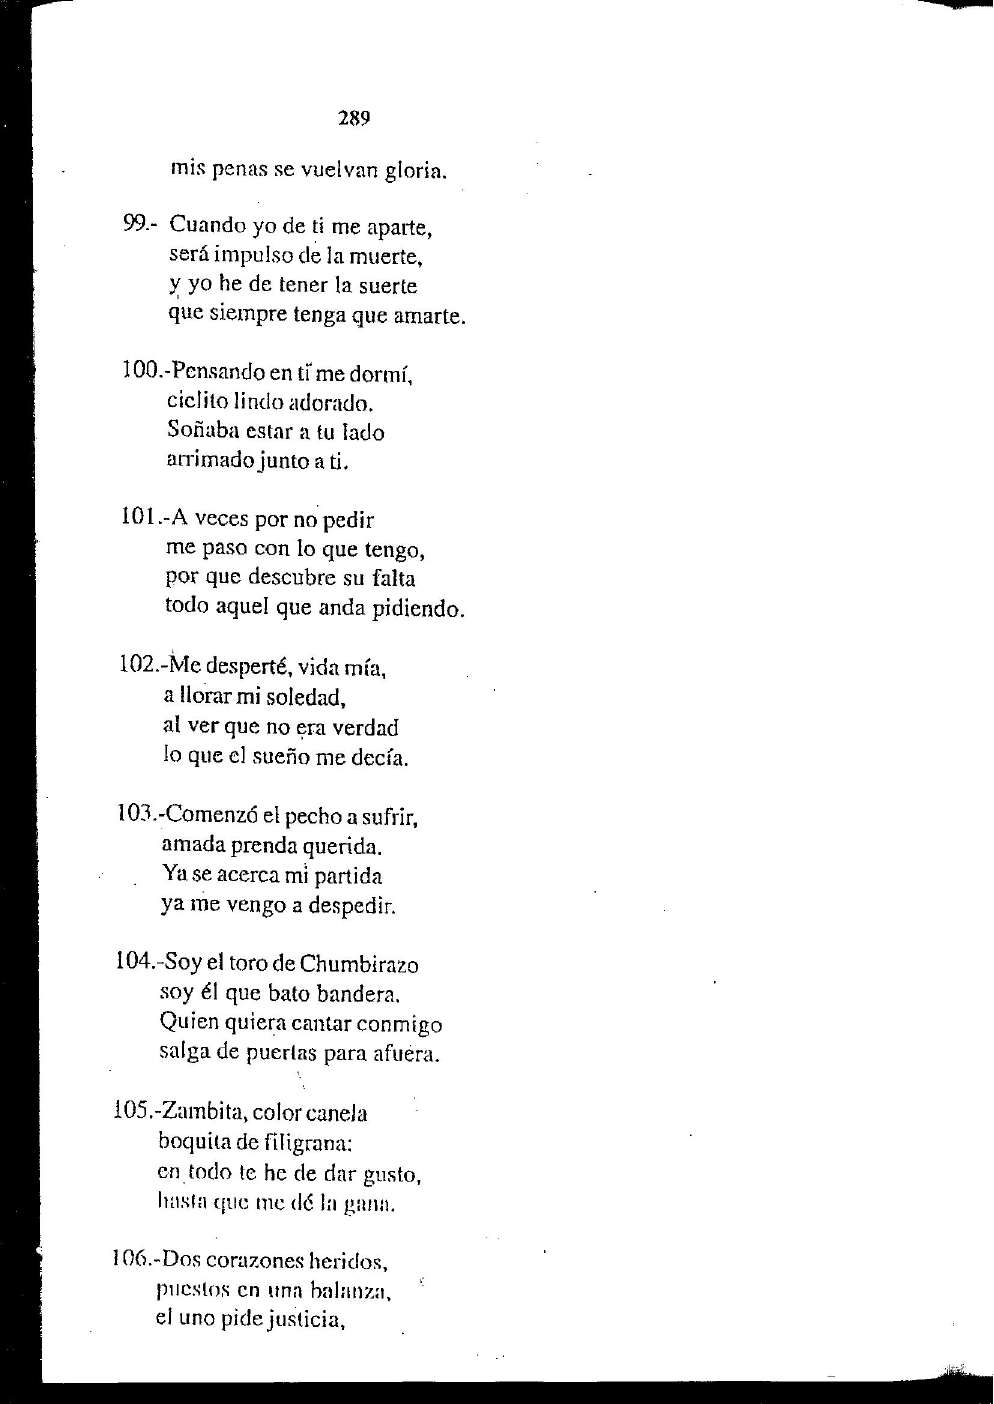 289
mis penas se vuelvan gloria.
99.- Cuando yo de ti me aparte,
será impulso de la muerte,
y yo he de tener la suerte
que siempre tenga que amarte.
100.-Pensando en ti me dormí,
cielito lindo adorado.
Soñaba estar a tu lado
arrimado junto a ti.
101.-A veces por no pedir
me paso con lo que tengo,
por que descubre su falta
todo aquel que anda pidiendo.
102.-Me desperté, vida mía,
a llorar mi soledad,
al ver que no era verdad
lo que el sueño me decía.
103.-Comenzó el pecho a sufrir,
amada prenda querida.
Ya se acerca mi partida
ya me vengo a despedir.
104.-Soy el toro de Chumbirazo
soy él que bato bandera.
Quien quiera cantar conmigo
salga de puertas para afuera.
105.-Zambita, color canela
boquita de filigrana:
en todo te he de dar gusto,
hasta que me dé la gana.
106.-Dos corazones heridos,
puestos en una balanza,
el uno pide justicia,